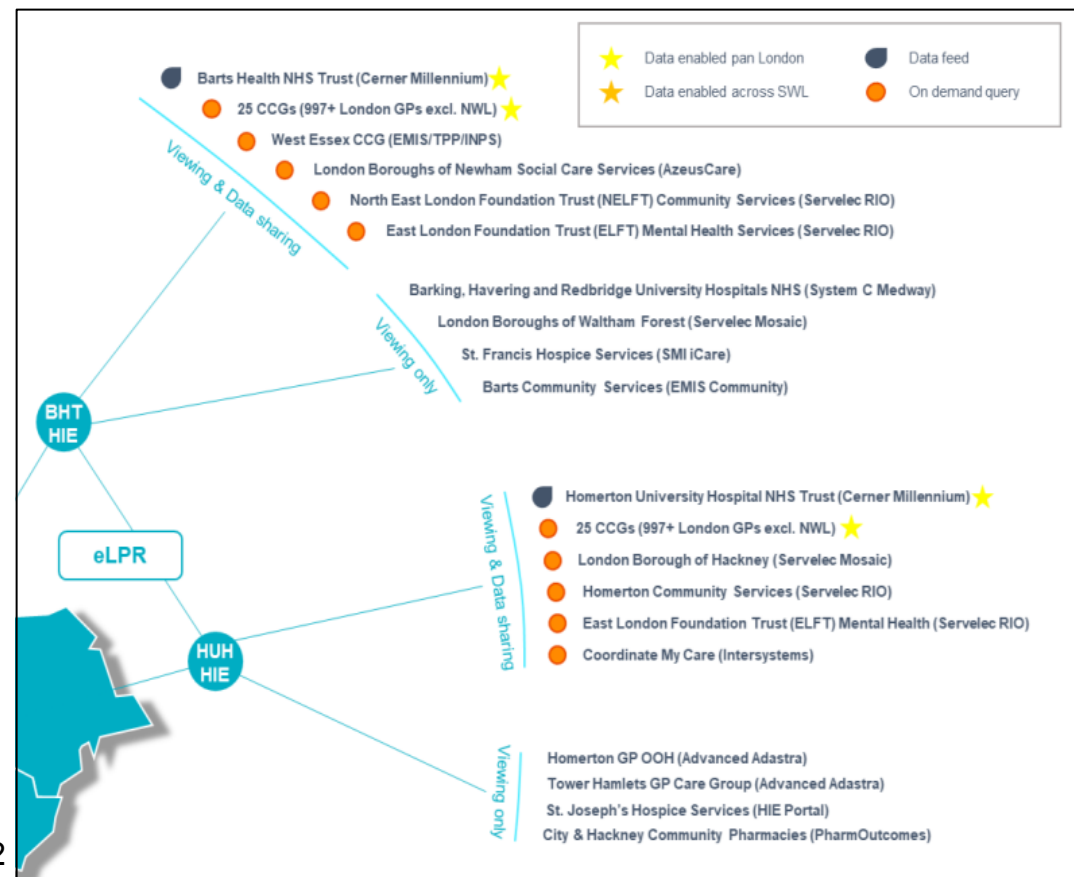 Data enabled pan London
Data feed
Data enabled across SWL
On demand query
Barts Health NHS Trust (Cerner Millennium)
25 CCGs (997+ London GPs excl. NWL)
West Essex CCG (EMIS/TPP/INPS)
London Boroughs of Newham Social Care Services (AzeusCare)
North East London Foundation Trust (NELFT) Community Services (Servelec RIO)
East London Foundation Trust (ELFT) Mental Health Services (Servelec RIO)
Viewing & Data sharing
Barking, Havering and Redbridge University Hospitals NHS (System C Medway)
London Boroughs of Waltham Forest (Servelec Mosaic)
St. Francis Hospice Services (SMI iCare)
Barts Community Services (EMIS Community)
Viewing only
BHT
HIE
eLPR
HUH
HIE
Homerton University Hospital NHS Trust (Cerner Millennium)
25 CCGs (997+ London GPs excl. NWL)
London Borough of Hackney (Servelec Mosaic)
Homerton Community Services (Servelec RIO)
East London Foundation Trust (ELFT) Mental Health (Servelec RIO)
Coordinate My Care (Intersystems)
Viewing & Data sharing
Homerton GP OOH (Advanced Adastra)
Tower Hamlets GP Care Group (Advanced Adastra)
St. Joseph's Hospice Services (HIE Portal)
City & Hackney Community Pharmacies (PharmOutcomes)
Viewing only
2